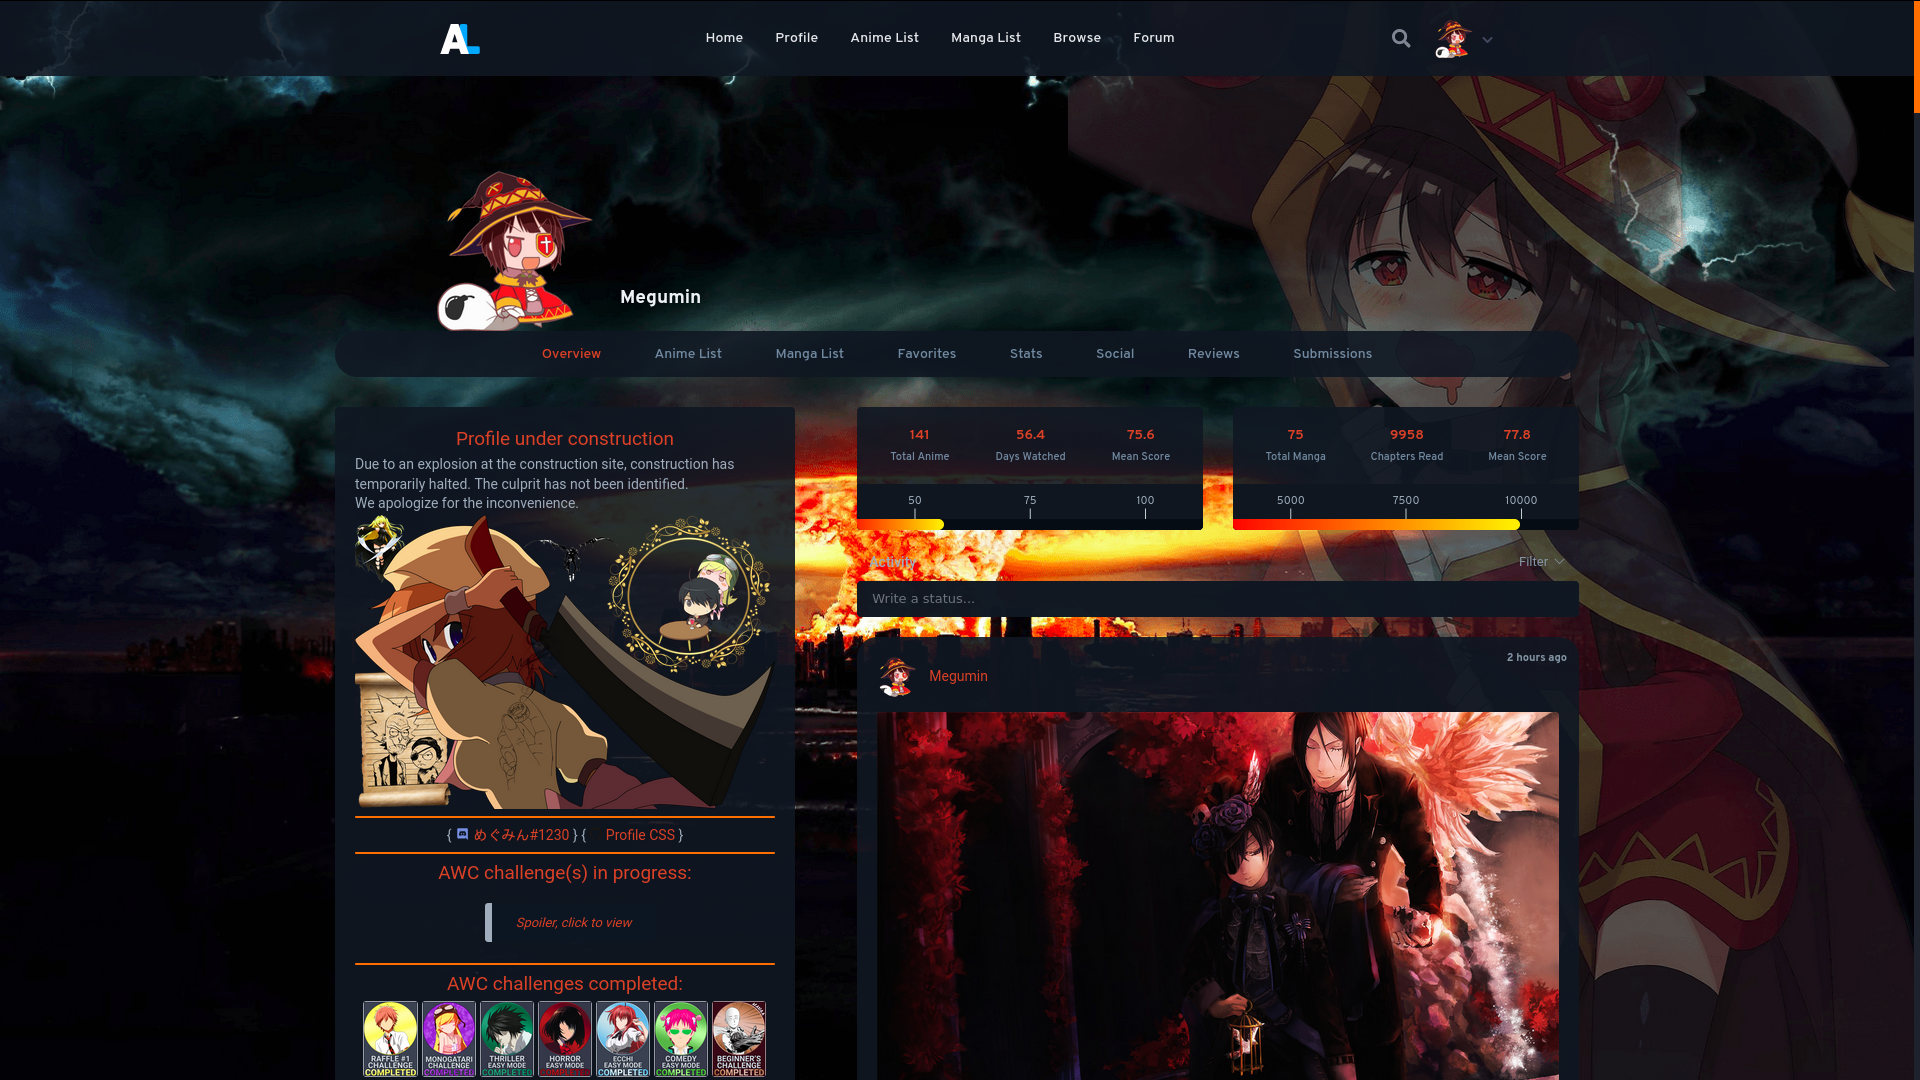 AL
Home Profile Anime List Manga List Browse Forum
Megumin
Overview Anime List Manga List Favorites Stats Social Reviews Submissions
Profile under construction
Due to an explosion at the construction site, construction has
temporarily halted. The culprit has not been identified.
We apologize for the inconvenience.
{ めぐみん#1230 } { Profile CSS }
AWC challenge(s) in progress:
Spoiler, click to view
AWC challenges completed:
RAFFLE #1
CHALLENGE
COMPLETED
MONOGATARI
CHALLENGE
COMPLETED
THRILLER
EASY MODE
COMPLETED
HORROR
EASY MODE
COMPLETED
ECCHI
EASY MODE
COMPLETED
COMEDY
EASY MODE
COMPLETED
BEGINNER'S
CHALLENGE
COMPLETED
141 56.4 75.6
Total Anime Days Watched Mean Score
50 75 100
75 9958 77.8
Total Manga Chapters Read Mean Score
5000 7500 10000
Activity
Filter
Write a status...
Megumin
2 hours ago